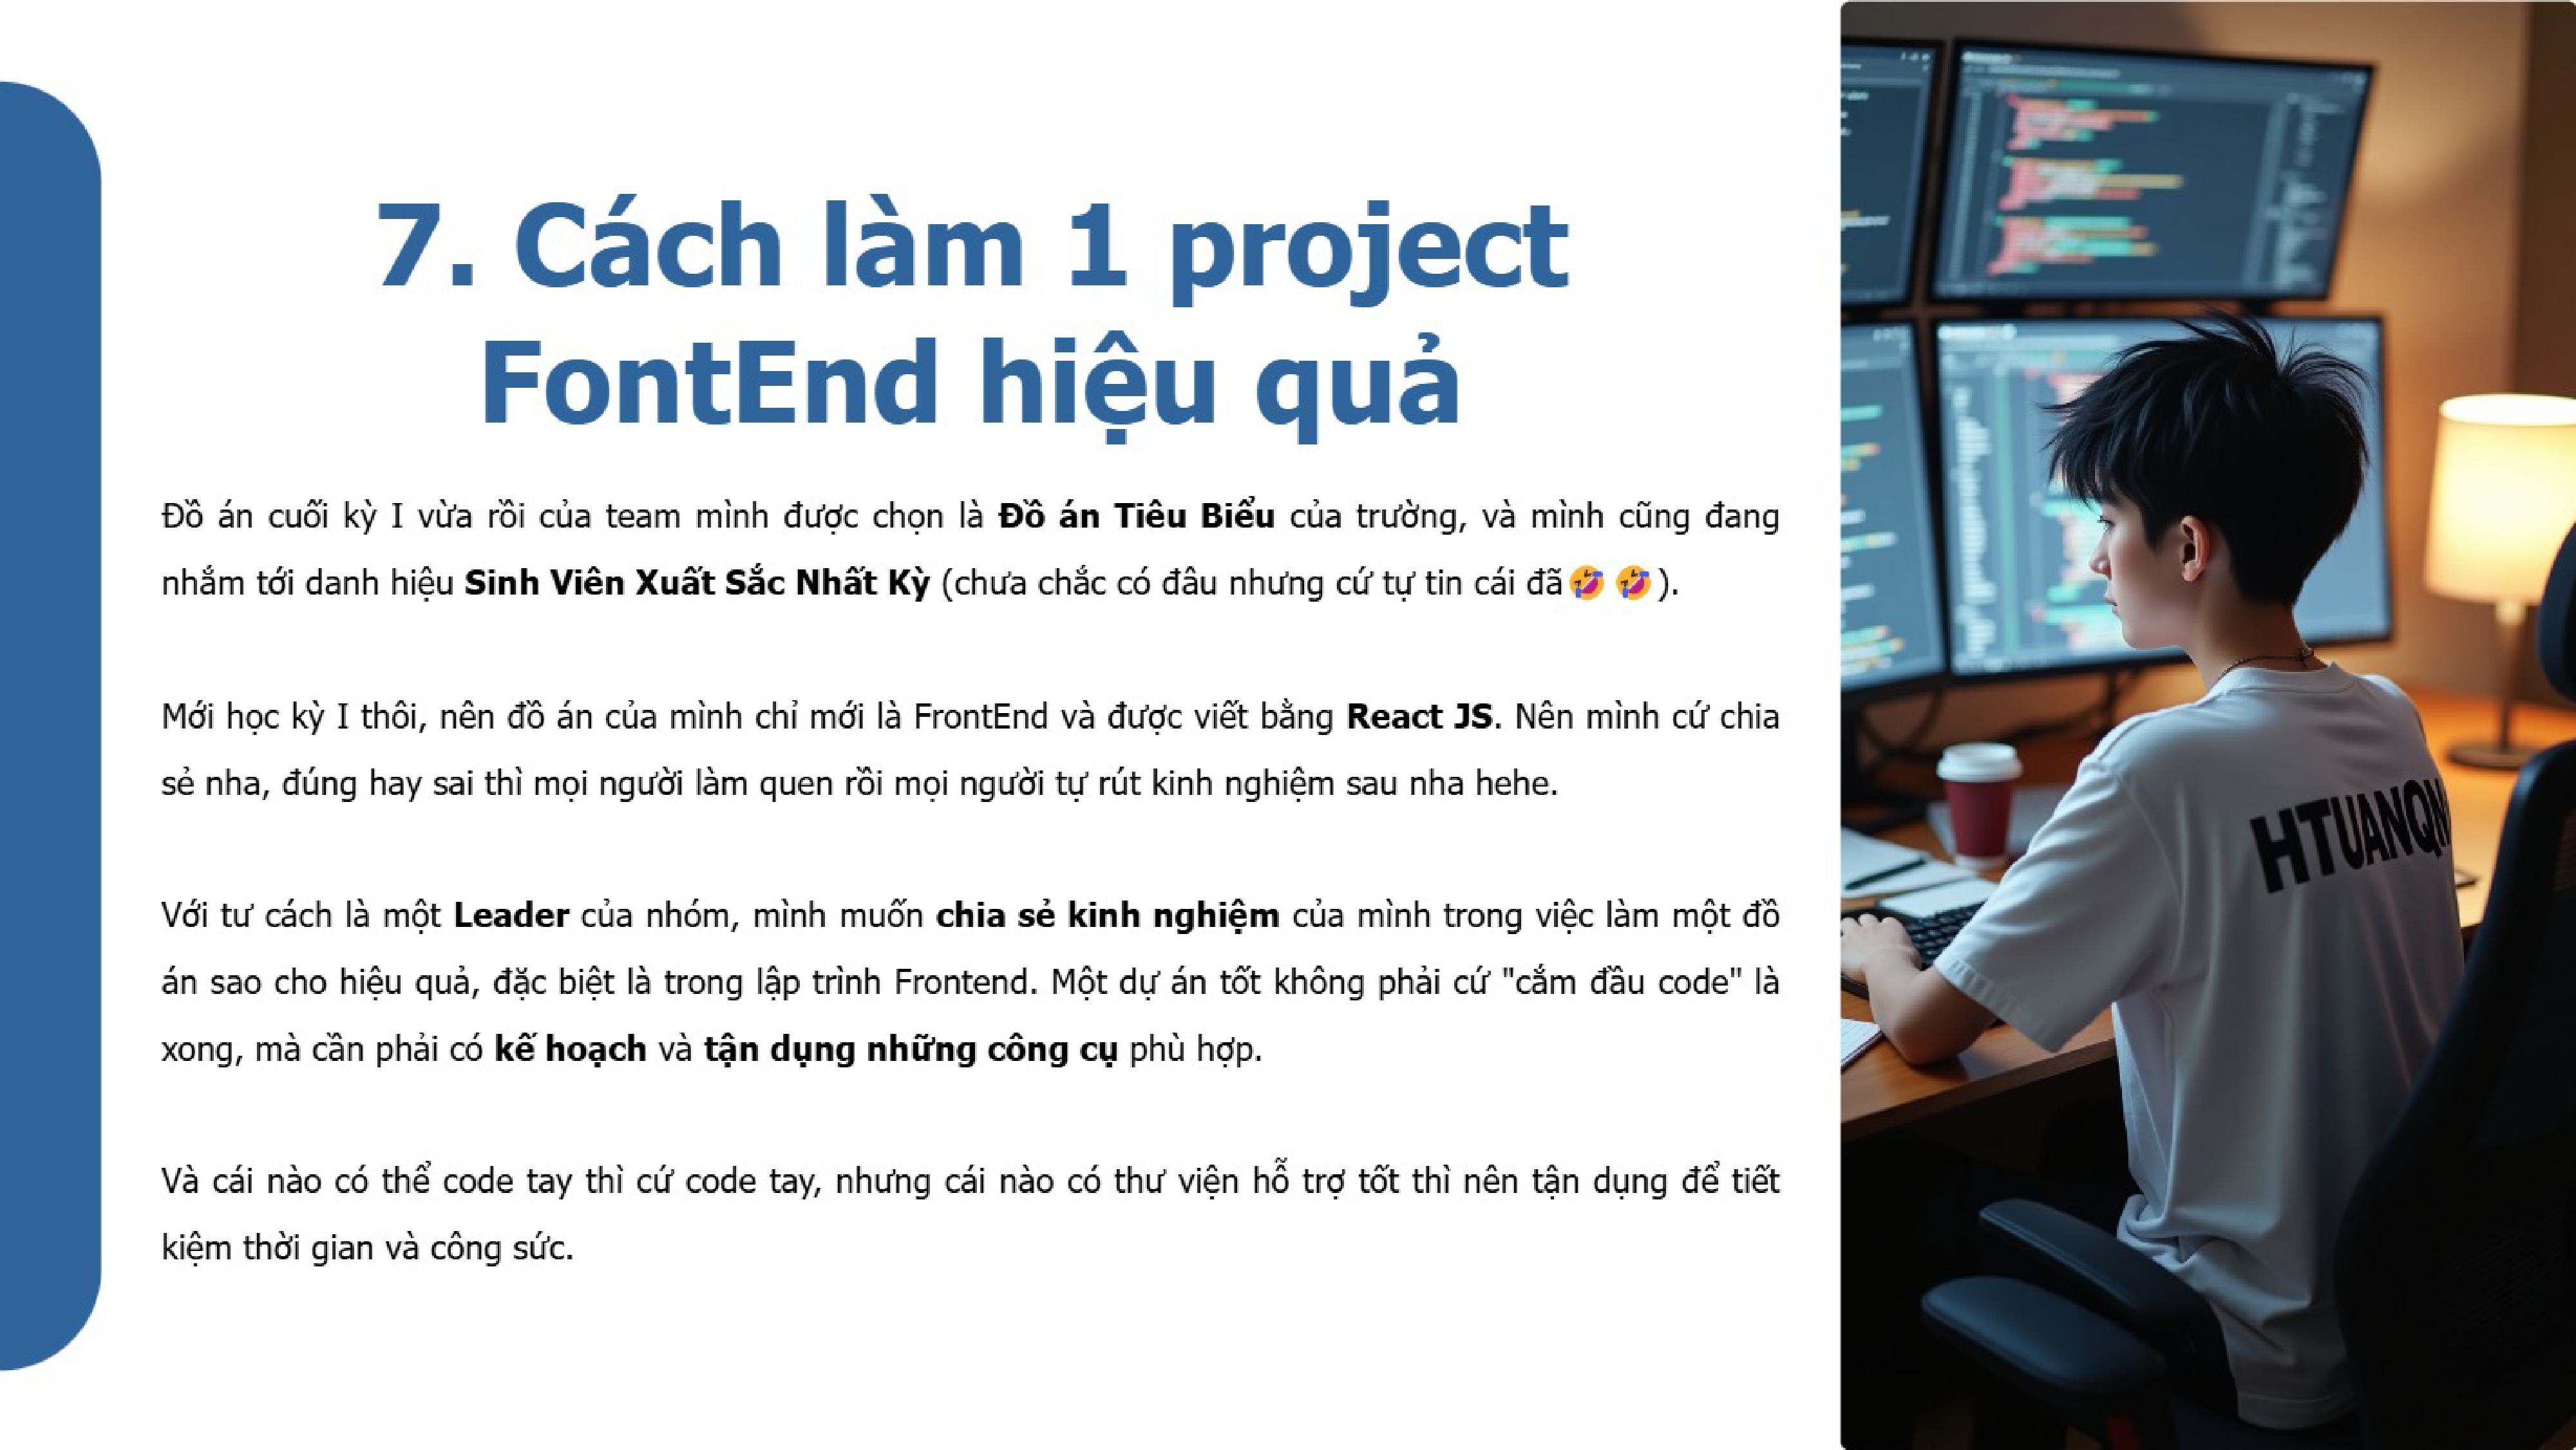 7. Cách làm 1 project
FontEnd hiệu quả
Đồ án cuối kỳ I vừa rồi của team mình được chọn là Đồ án Tiêu Biểu của trường, và mình cũng đang
nhắm tới danh hiệu Sinh Viên Xuất Sắc Nhất Kỳ (chưa chắc có đâu nhưng cứ tự tin cái đã🤣 🤣).
Mới học kỳ I thôi, nên đồ án của mình chỉ mới là FrontEnd và được viết bằng React JS. Nên mình cứ chia
sẻ nha, đúng hay sai thì mọi người làm quen rồi mọi người tự rút kinh nghiệm sau nha hehe.
Với tư cách là một Leader của nhóm, mình muốn chia sẻ kinh nghiệm của mình trong việc làm một đồ
án sao cho hiệu quả, đặc biệt là trong lập trình Frontend. Một dự án tốt không phải cứ "cắm đầu code" là
xong, mà cần phải có kế hoạch và tận dụng những công cụ phù hợp.
Và cái nào có thể code tay thì cứ code tay, nhưng cái nào có thư viện hỗ trợ tốt thì nên tận dụng để tiết
kiệm thời gian và công sức.